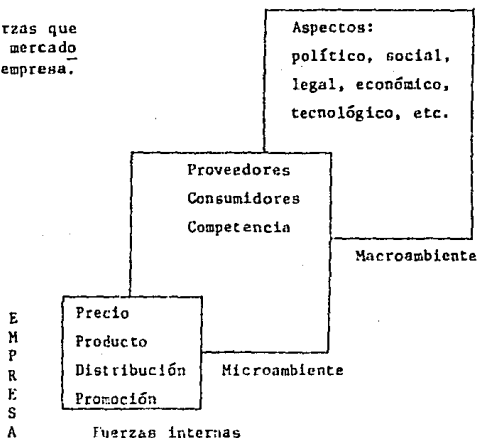 rzas que
mercado
empresa.
Aspectos:
político, social,
legal, económico,
tecnológico, etc.
Proveedores
Consumidores
Competencia
Macroambiente
Precio
Producto
Distribución
Promoción
Microambiente
EMPRESA
Fuerzas internas